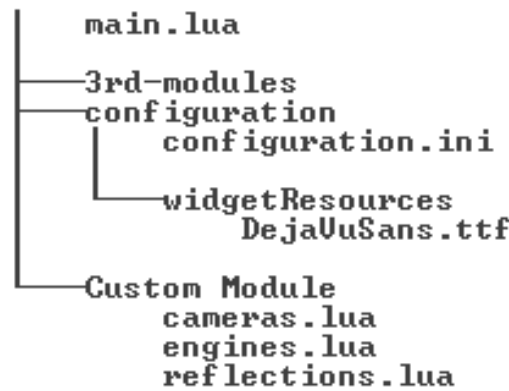 main.lua
3rd-modules
configuration
configuration.ini
widgetResources
DejaVuSans.ttf
Custom Module
cameras.lua
engines.lua
reflections.lua